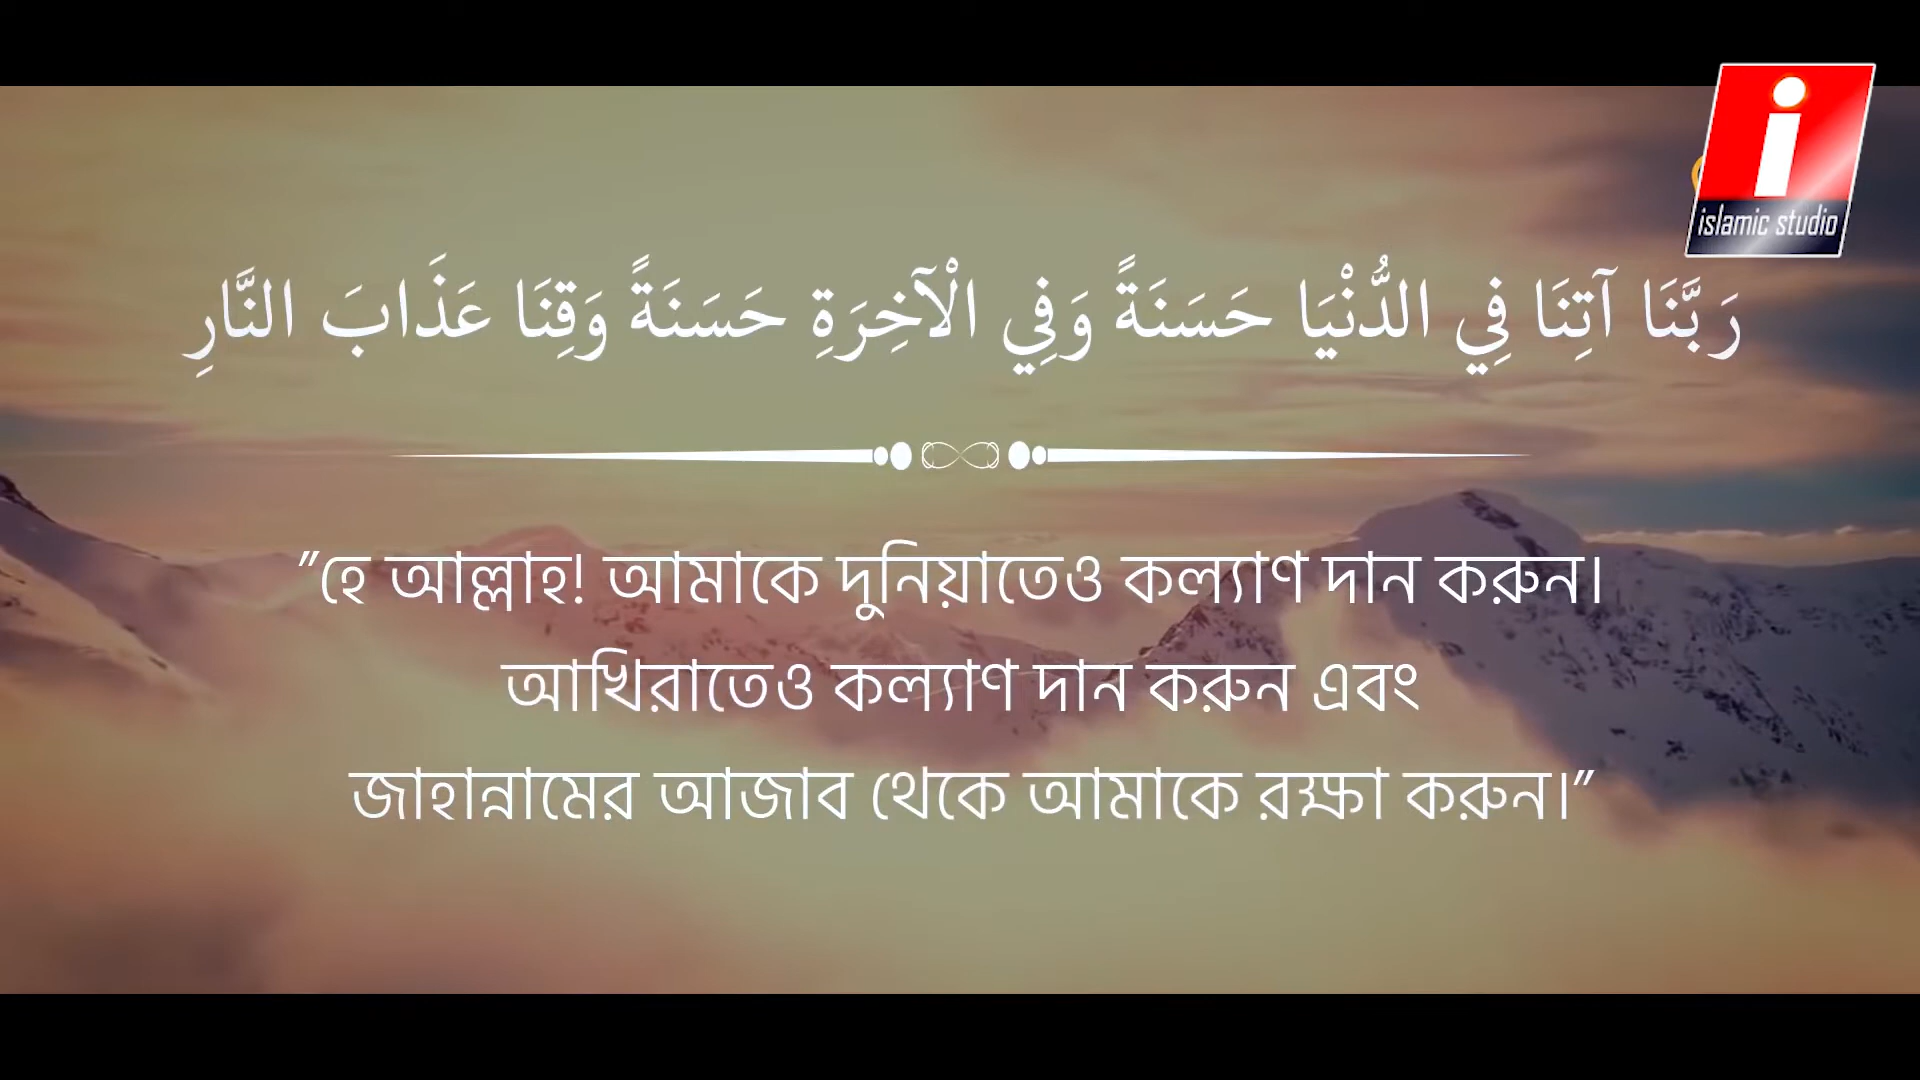 islamic studio
رَبَّنَا آتِنَا فِي الدُّنْيَا حَسَنَةً وَفِي الْآخِرَةِ حَسَنَةً وَقِنَا عَذَابَ النَّارِ
"হে আল্লাহ! আমাকে দুনিয়াতেও কল্যাণ দান করুন।
আখিরাতেও কল্যাণ দান করুন এবং
জাহান্নামের আজাব থেকে আমাকে রক্ষা করুন।"